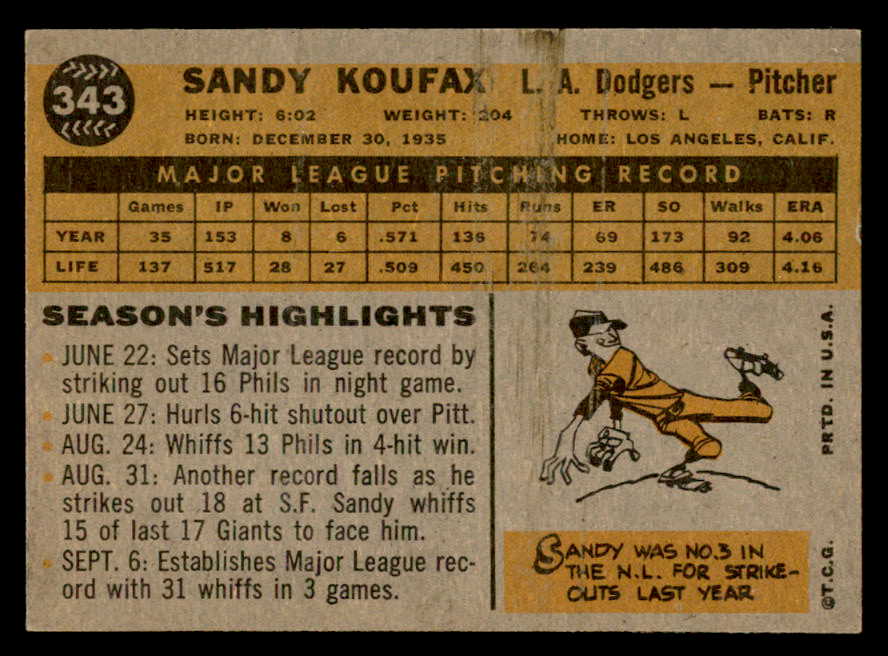 343
SANDY KOUFAX L. A. Dodgers — Pitcher
HEIGHT: 6:02 WEIGHT: 204 THROWS: L BATS: R
BORN: DECEMBER 30, 1935 HOME: LOS ANGELES, CALIF.
MAJOR LEAGUE PITCHING RECORD
Games IP Won Lost Pct Hits Runs ER SO Walks ERA
YEAR 35 153 8 6 .571 136 74 69 173 92 4.06
LIFE 137 517 28 27 .509 450 264 239 486 309 4.16
SEASON'S HIGHLIGHTS
JUNE 22: Sets Major League record by
striking out 16 Phils in night game.
JUNE 27: Hurls 6-hit shutout over Pitt.
AUG. 24: Whiffs 13 Phils in 4-hit win.
AUG. 31: Another record falls as he
strikes out 18 at S.F. Sandy whiffs
15 of last 17 Giants to face him.
SEPT. 6: Establishes Major League rec-
ord with 31 whiffs in 3 games.
SANDY WAS NO.3 IN
THE N.L. FOR STRIKE-
OUTS LAST YEAR
©T.C.G. PRTD. IN U.S.A.